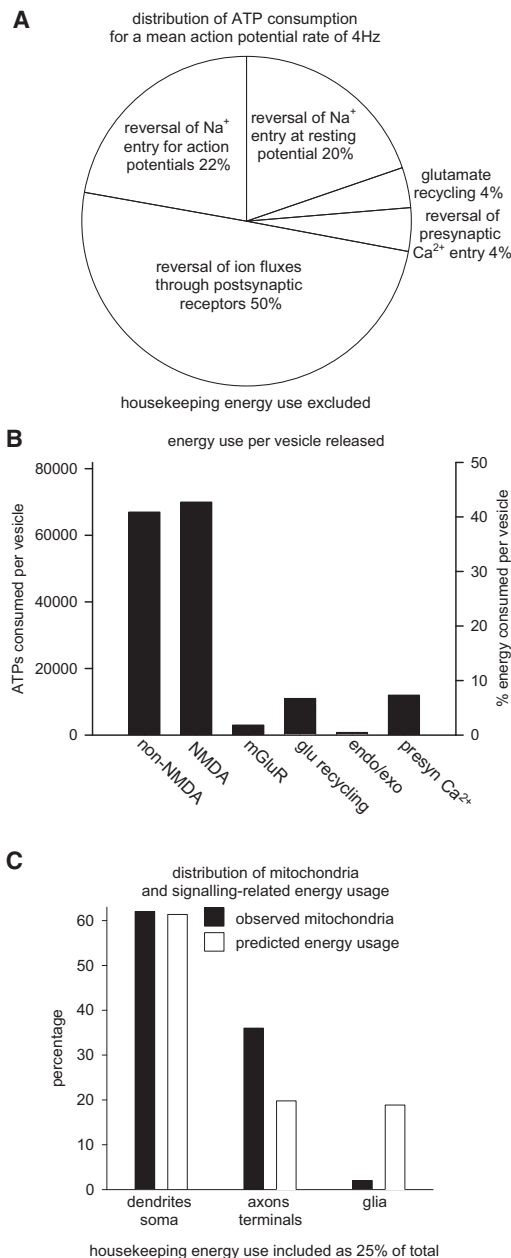 A
distribution of ATP consumption
for a mean action potential rate of 4Hz
reversal of Na⁺
entry for action
potentials 22%
reversal of Na⁺
entry at resting
potential 20%
glutamate
recycling 4%
reversal of
presynaptic
Ca²⁺ entry 4%
reversal of ion fluxes
through postsynaptic
receptors 50%
housekeeping energy use excluded
B
energy use per vesicle released
ATPs consumed per vesicle
80000
60000
40000
20000
0
% energy consumed per vesicle
50
40
30
20
10
0
non-NMDA
NMDA
mGluR
glu recycling
endo/exo
presyn Ca²⁺
C
distribution of mitochondria
and signalling-related energy usage
observed mitochondria
predicted energy usage
percentage
60
50
40
30
20
10
0
dendrites
soma
axons
terminals
glia
housekeeping energy use included as 25% of total